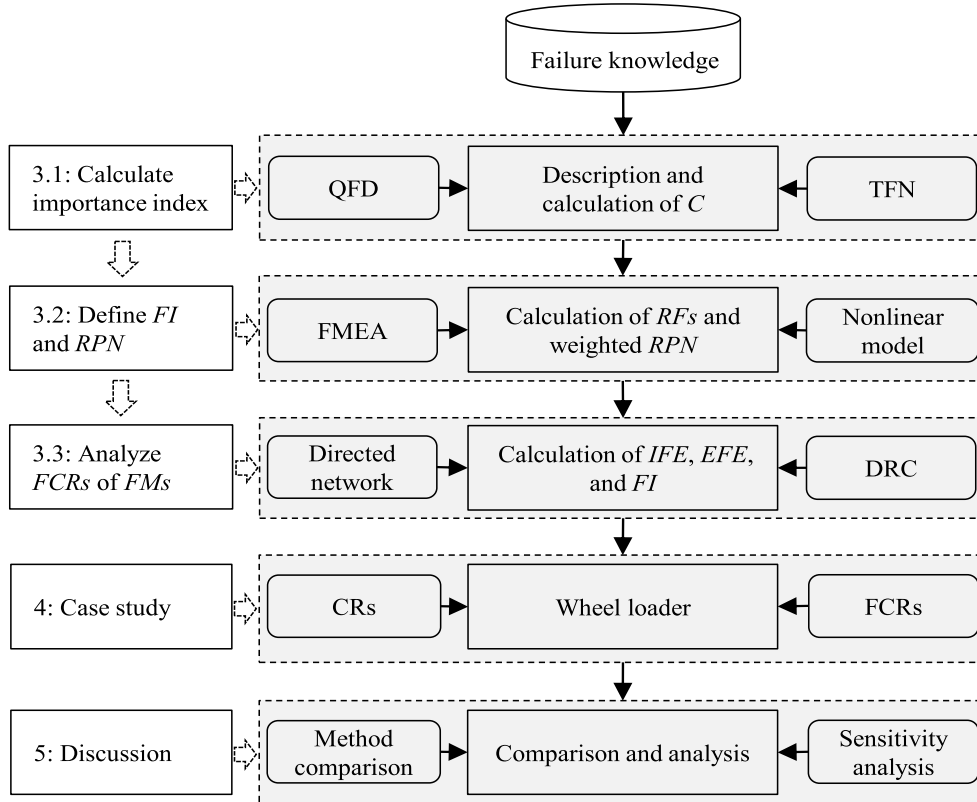 Failure knowledge
3.1: Calculate
importance index
QFD
Description and
calculation of C
TFN
3.2: Define FI
and RPN
FMEA
Calculation of RFs and
weighted RPN
Nonlinear
model
3.3: Analyze
FCRs of FMs
Directed
network
Calculation of IFE, EFE,
and FI
DRC
4: Case study
CRs
Wheel loader
FCRs
5: Discussion
Method
comparison
Comparison and analysis
Sensitivity
analysis